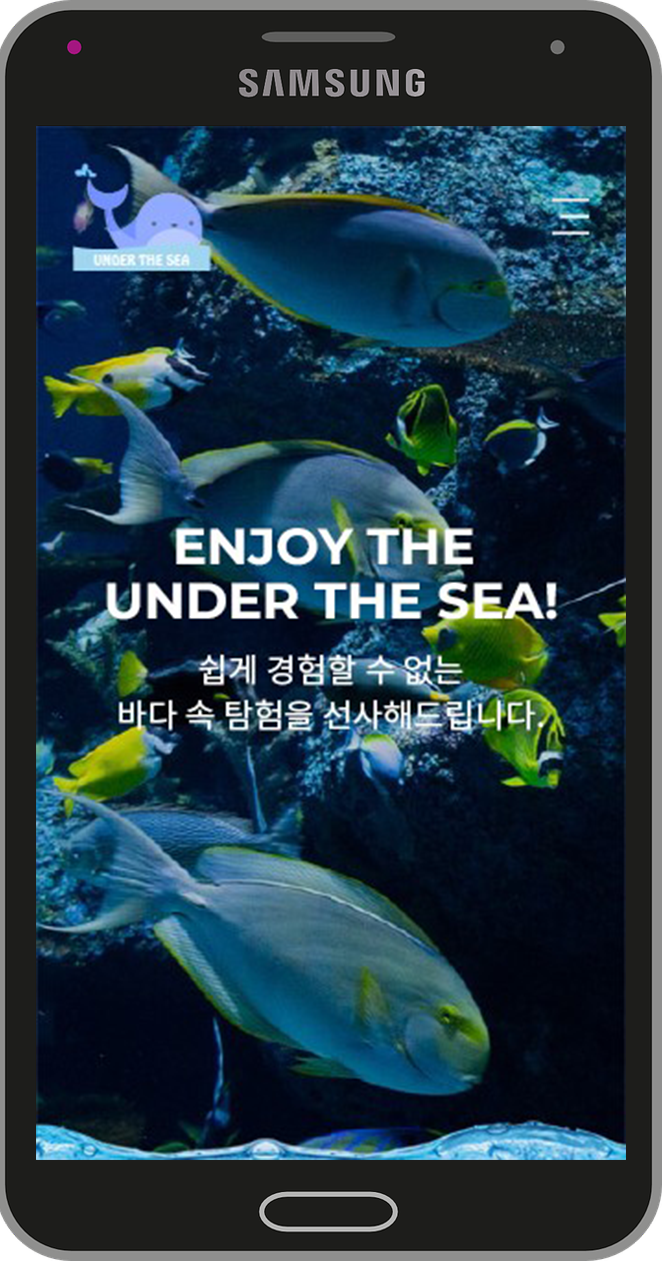 SAMSUNG
UNDER THE SEA
ENJOY THE
UNDER THE SEA!
쉽게 경험할 수 없는
바다 속 탐험을 선사해드립니다.